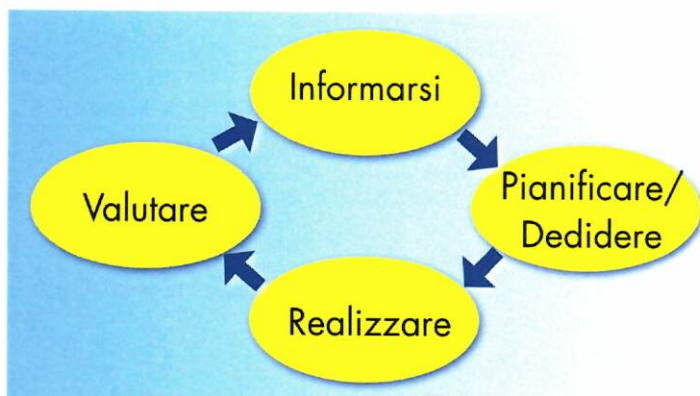 Informarsi
Pianificare/
Dedidere
Realizzare
Valutare